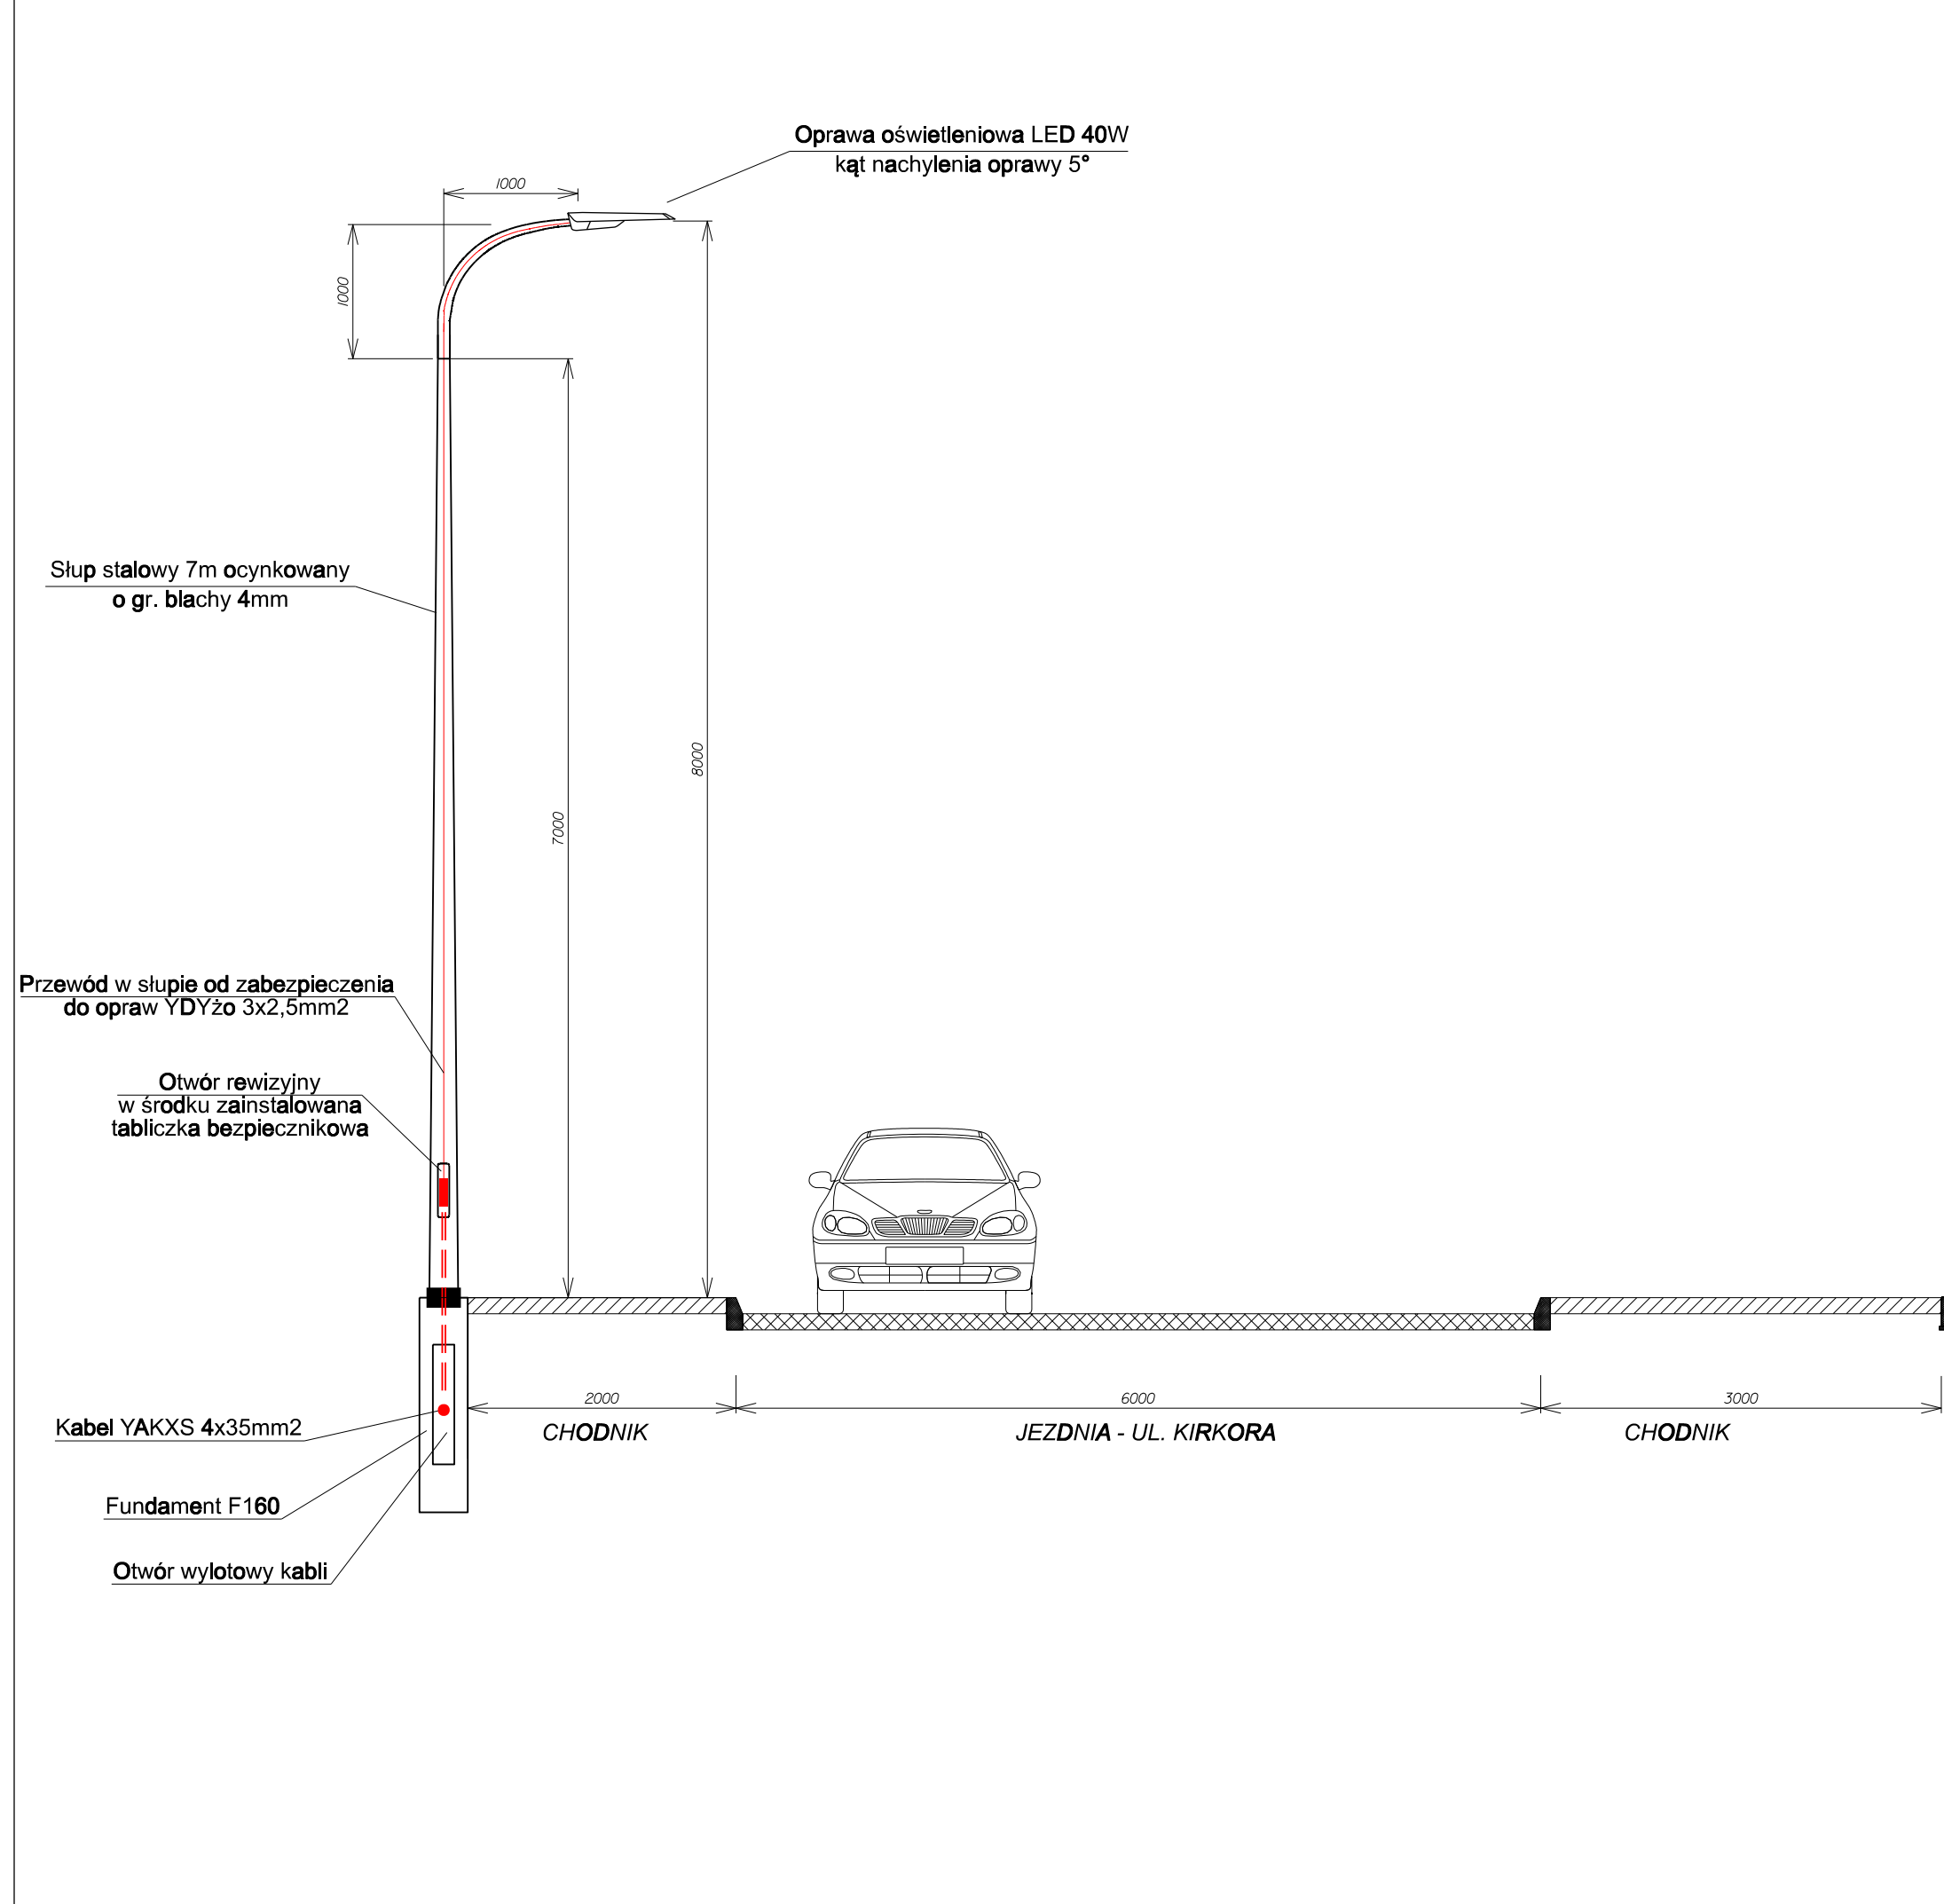 Oprawa oświetleniowa LED 40W
kąt nachylenia oprawy 5°
1000
1000
Słup stalowy 7m ocynkowany
o gr. blachy 4mm
8000
7000
Przewód w słupie od zabezpieczenia
do opraw YDYżo 3x2,5mm2
Otwór rewizyjny
w środku zainstalowana
tabliczka bezpiecznikowa
2000
6000
3000
CHODNIK
JEZDNIA - UL. KIRKORA
CHODNIK
Kabel YAKXS 4x35mm2
Fundament F160
Otwór wylotowy kabli